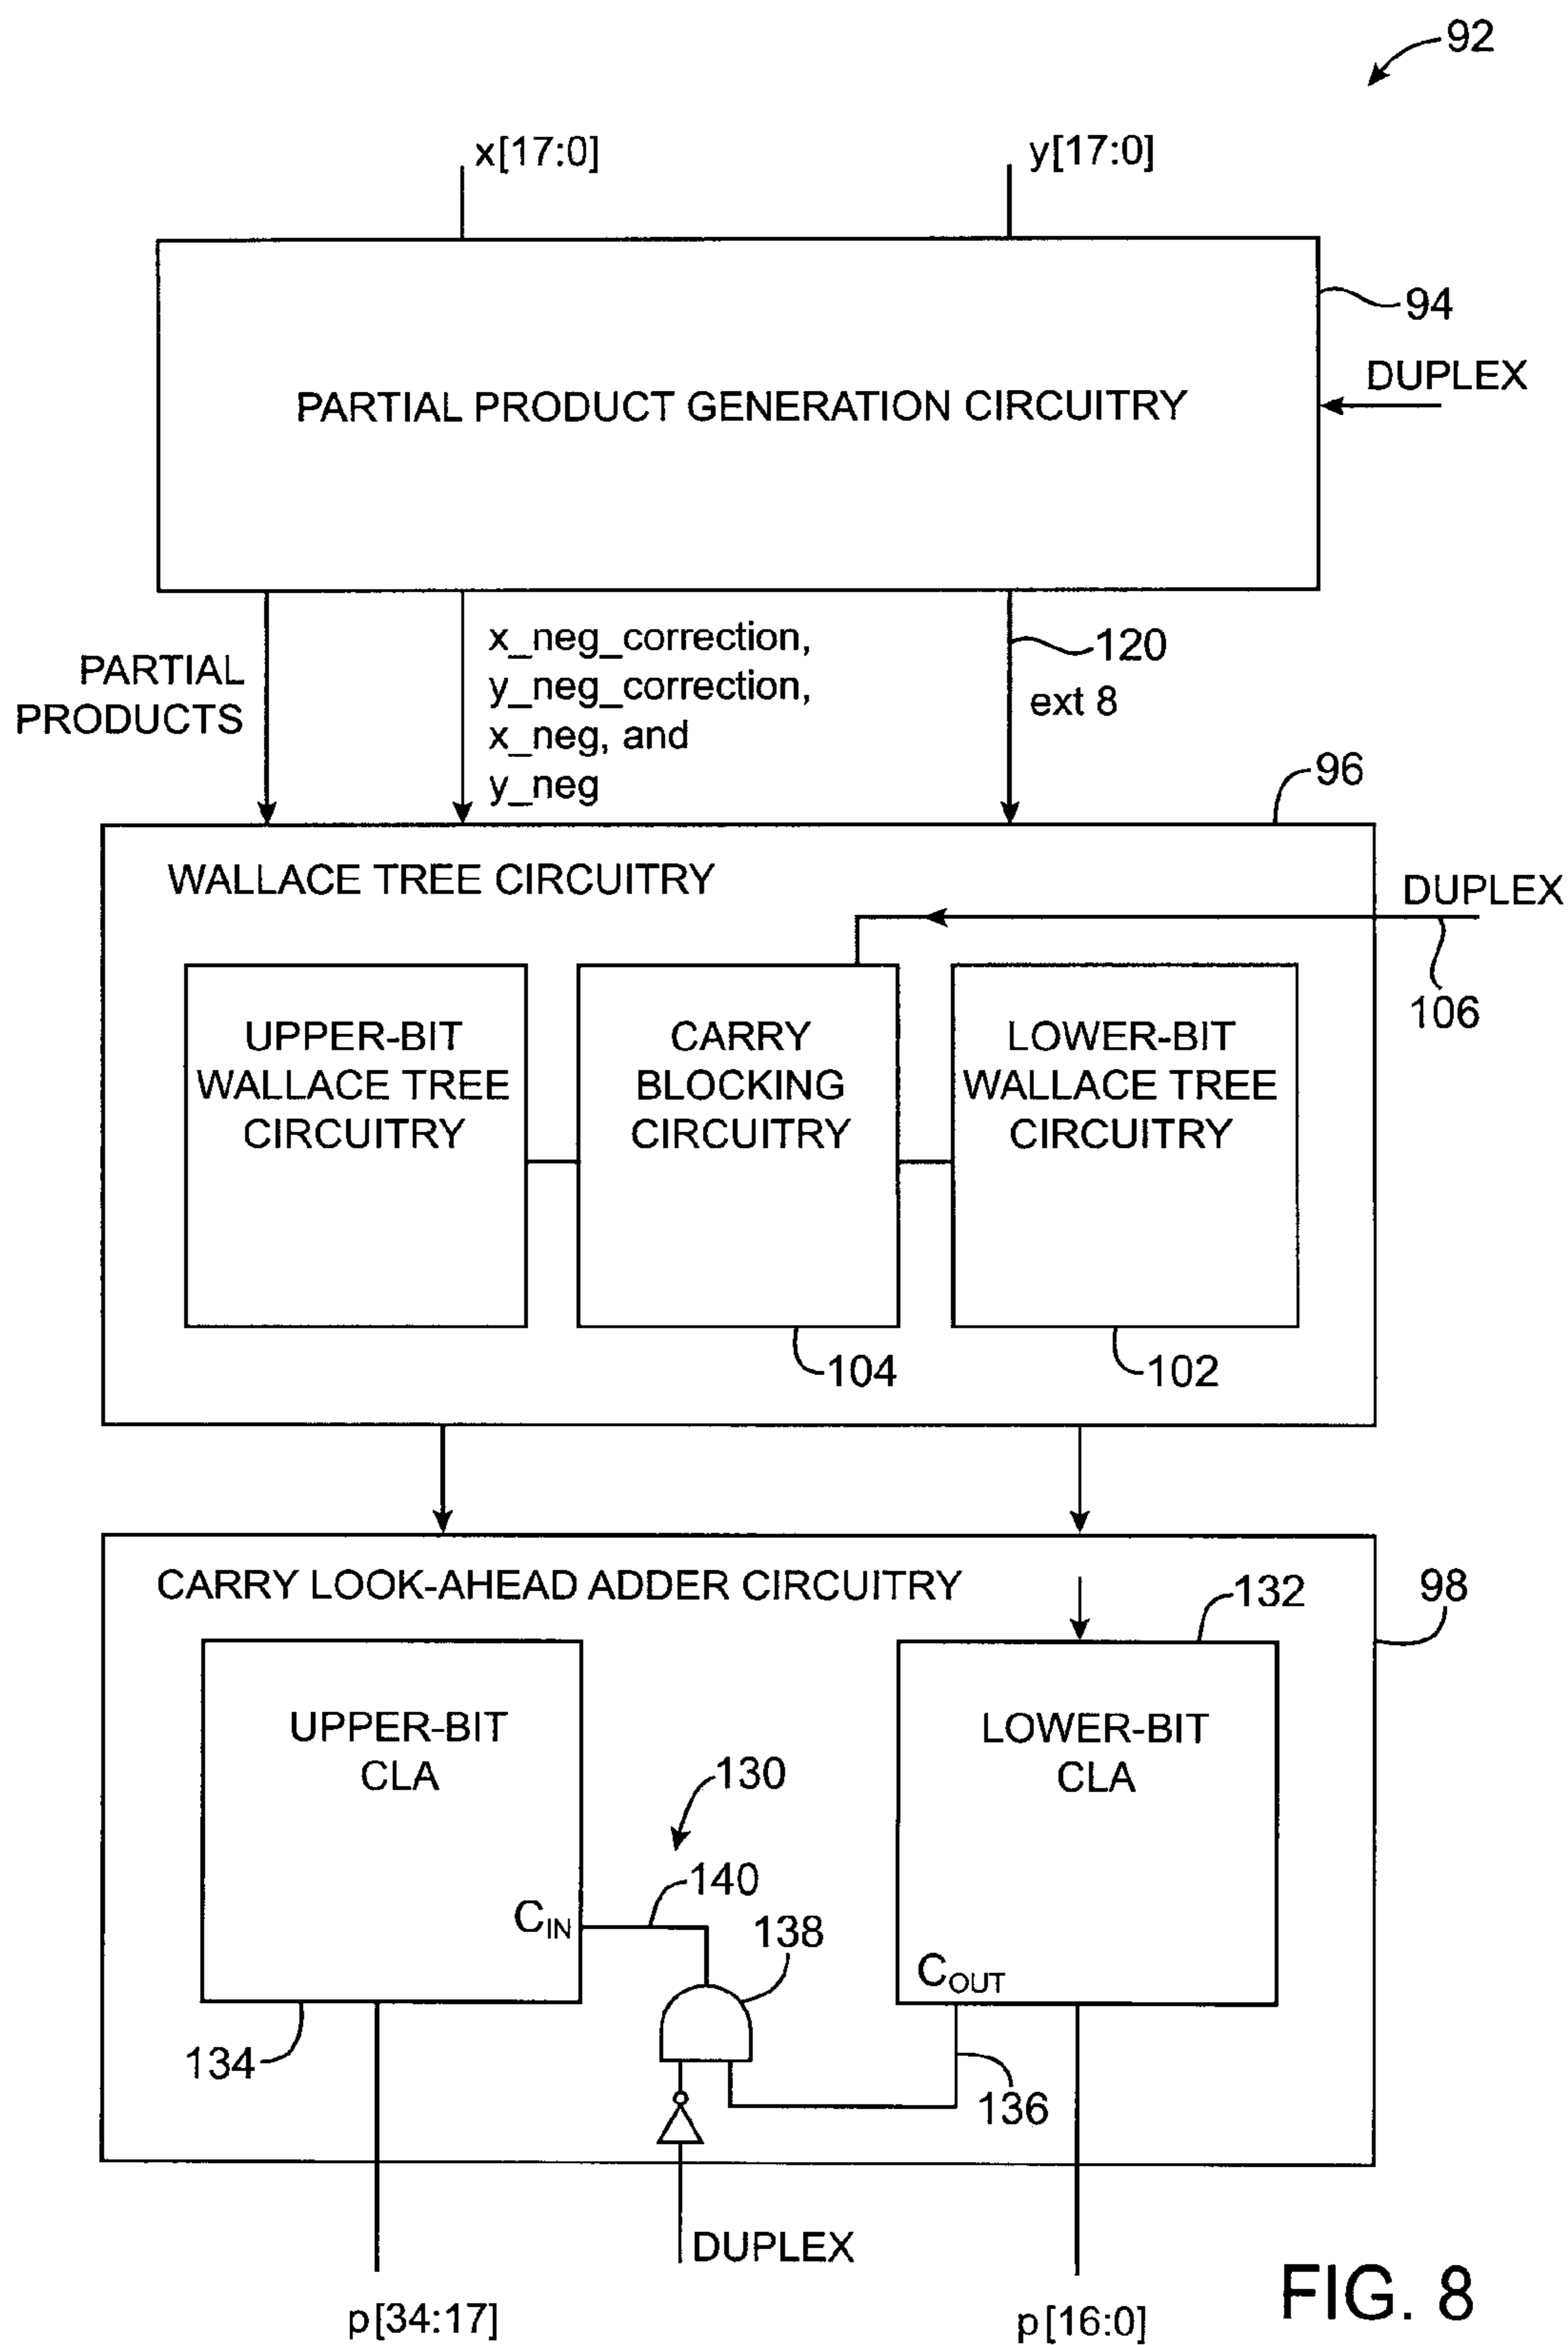 92
x[17:0]
y[17:0]
94
DUPLEX
PARTIAL PRODUCT GENERATION CIRCUITRY
PARTIAL
PRODUCTS
x_neg_correction,
y_neg_correction,
x_neg, and
y_neg
120
ext 8
96
WALLACE TREE CIRCUITRY
DUPLEX
106
UPPER-BIT
WALLACE TREE
CIRCUITRY
CARRY
BLOCKING
CIRCUITRY
LOWER-BIT
WALLACE TREE
CIRCUITRY
104
102
CARRY LOOK-AHEAD ADDER CIRCUITRY
132
98
UPPER-BIT
CLA
LOWER-BIT
CLA
130
140
CIN
138
COUT
134
136
DUPLEX
p[34:17]
p[16:0]
FIG. 8